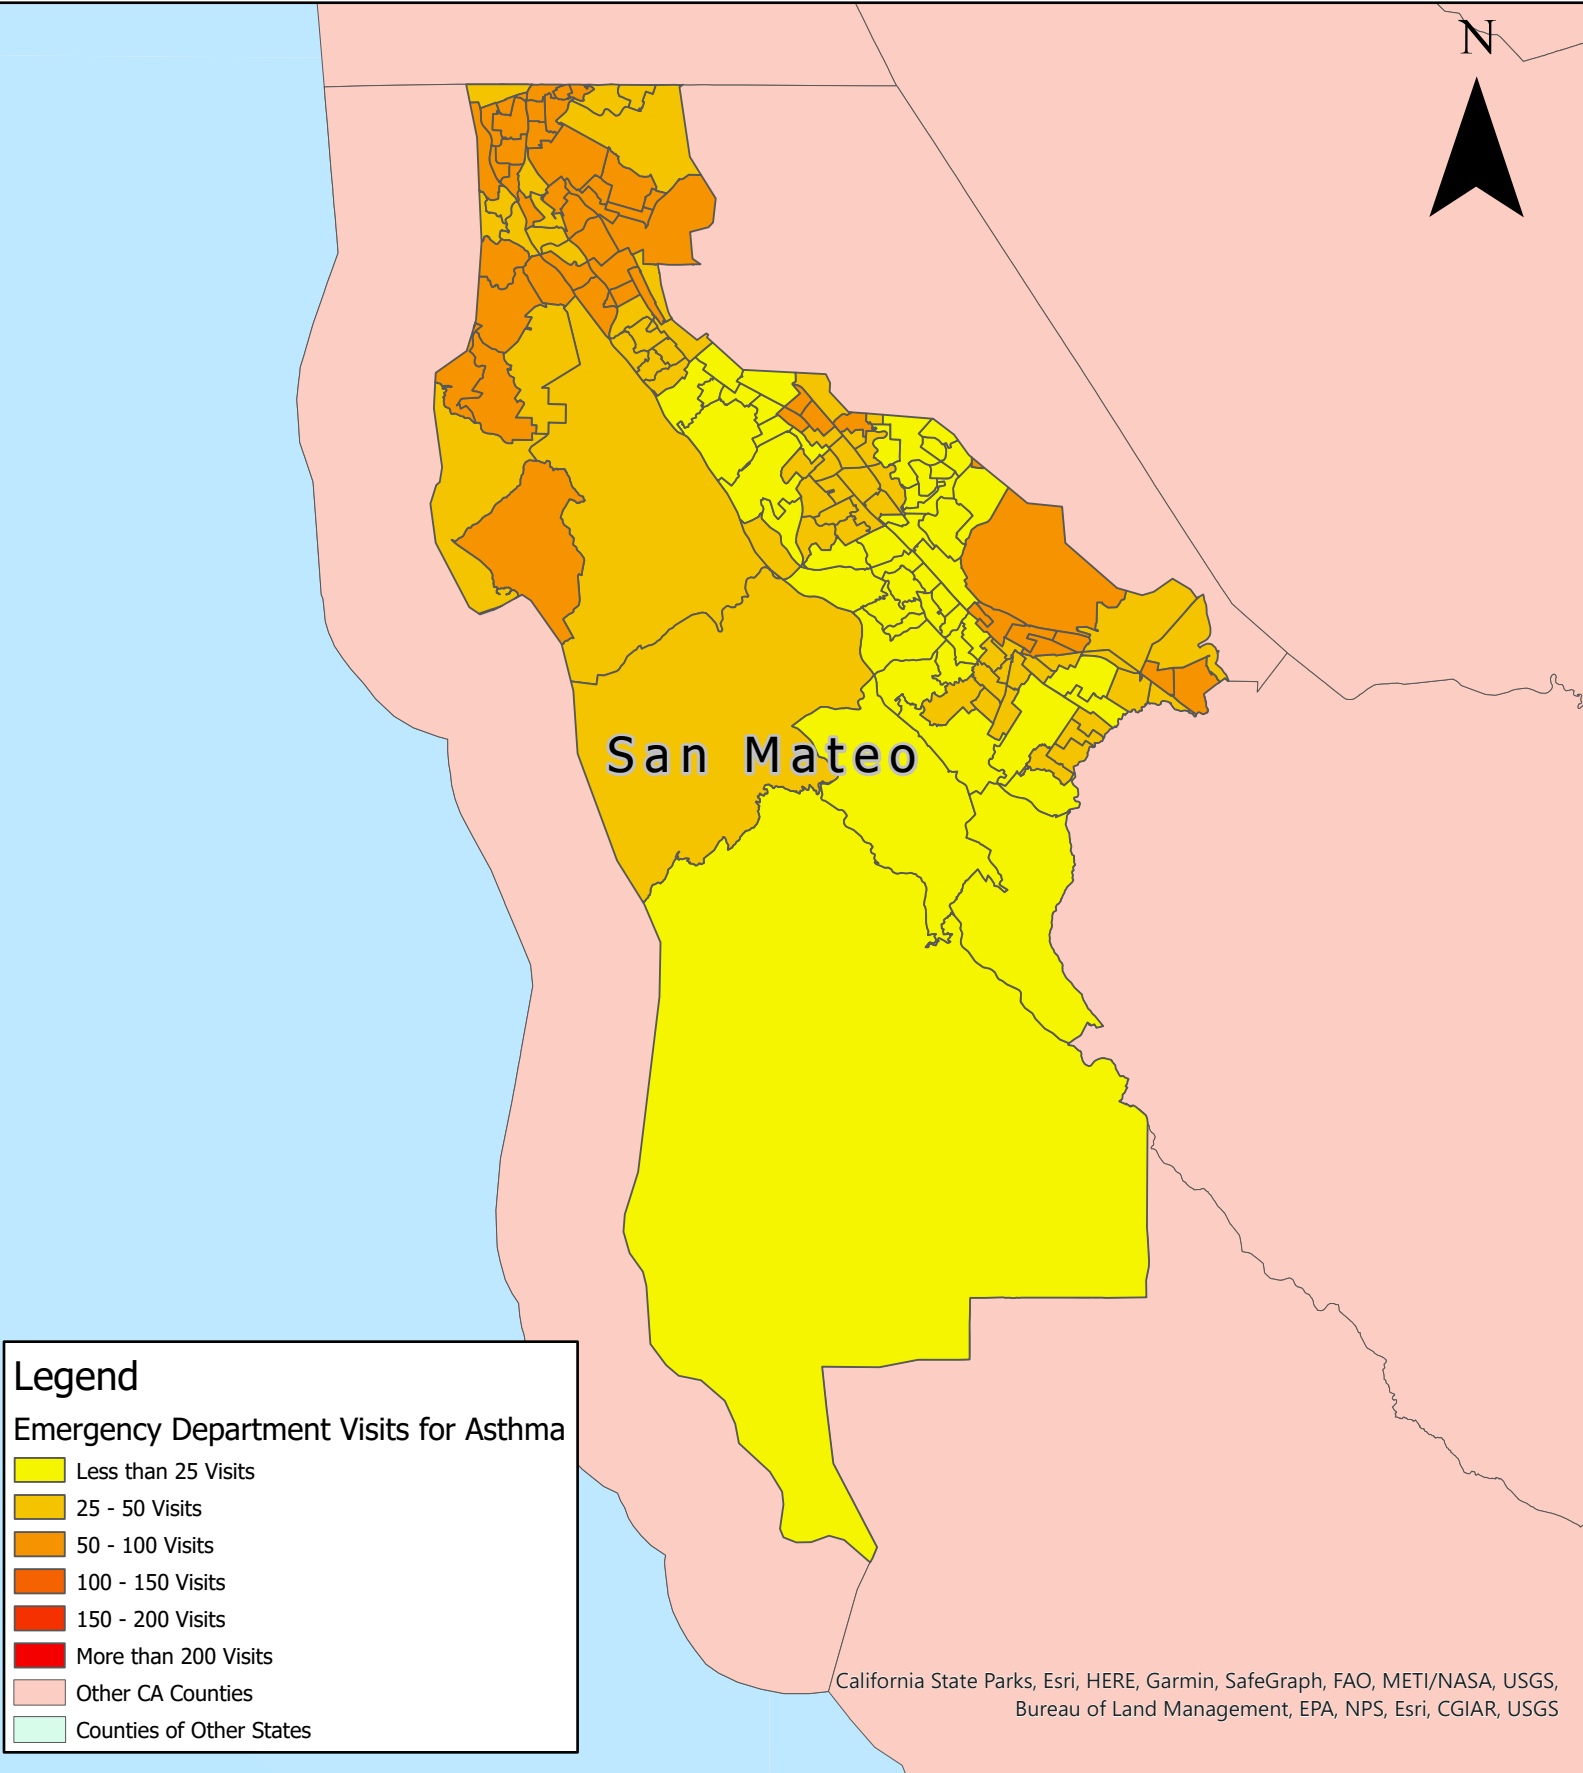 N
San Mateo
Legend
Emergency Department Visits for Asthma
Less than 25 Visits
25 - 50 Visits
50 - 100 Visits
100 - 150 Visits
150 - 200 Visits
More than 200 Visits
Other CA Counties
Counties of Other States
California State Parks, Esri, HERE, Garmin, SafeGraph, FAO, METI/NASA, USGS,
Bureau of Land Management, EPA, NPS, Esri, CGIAR, USGS